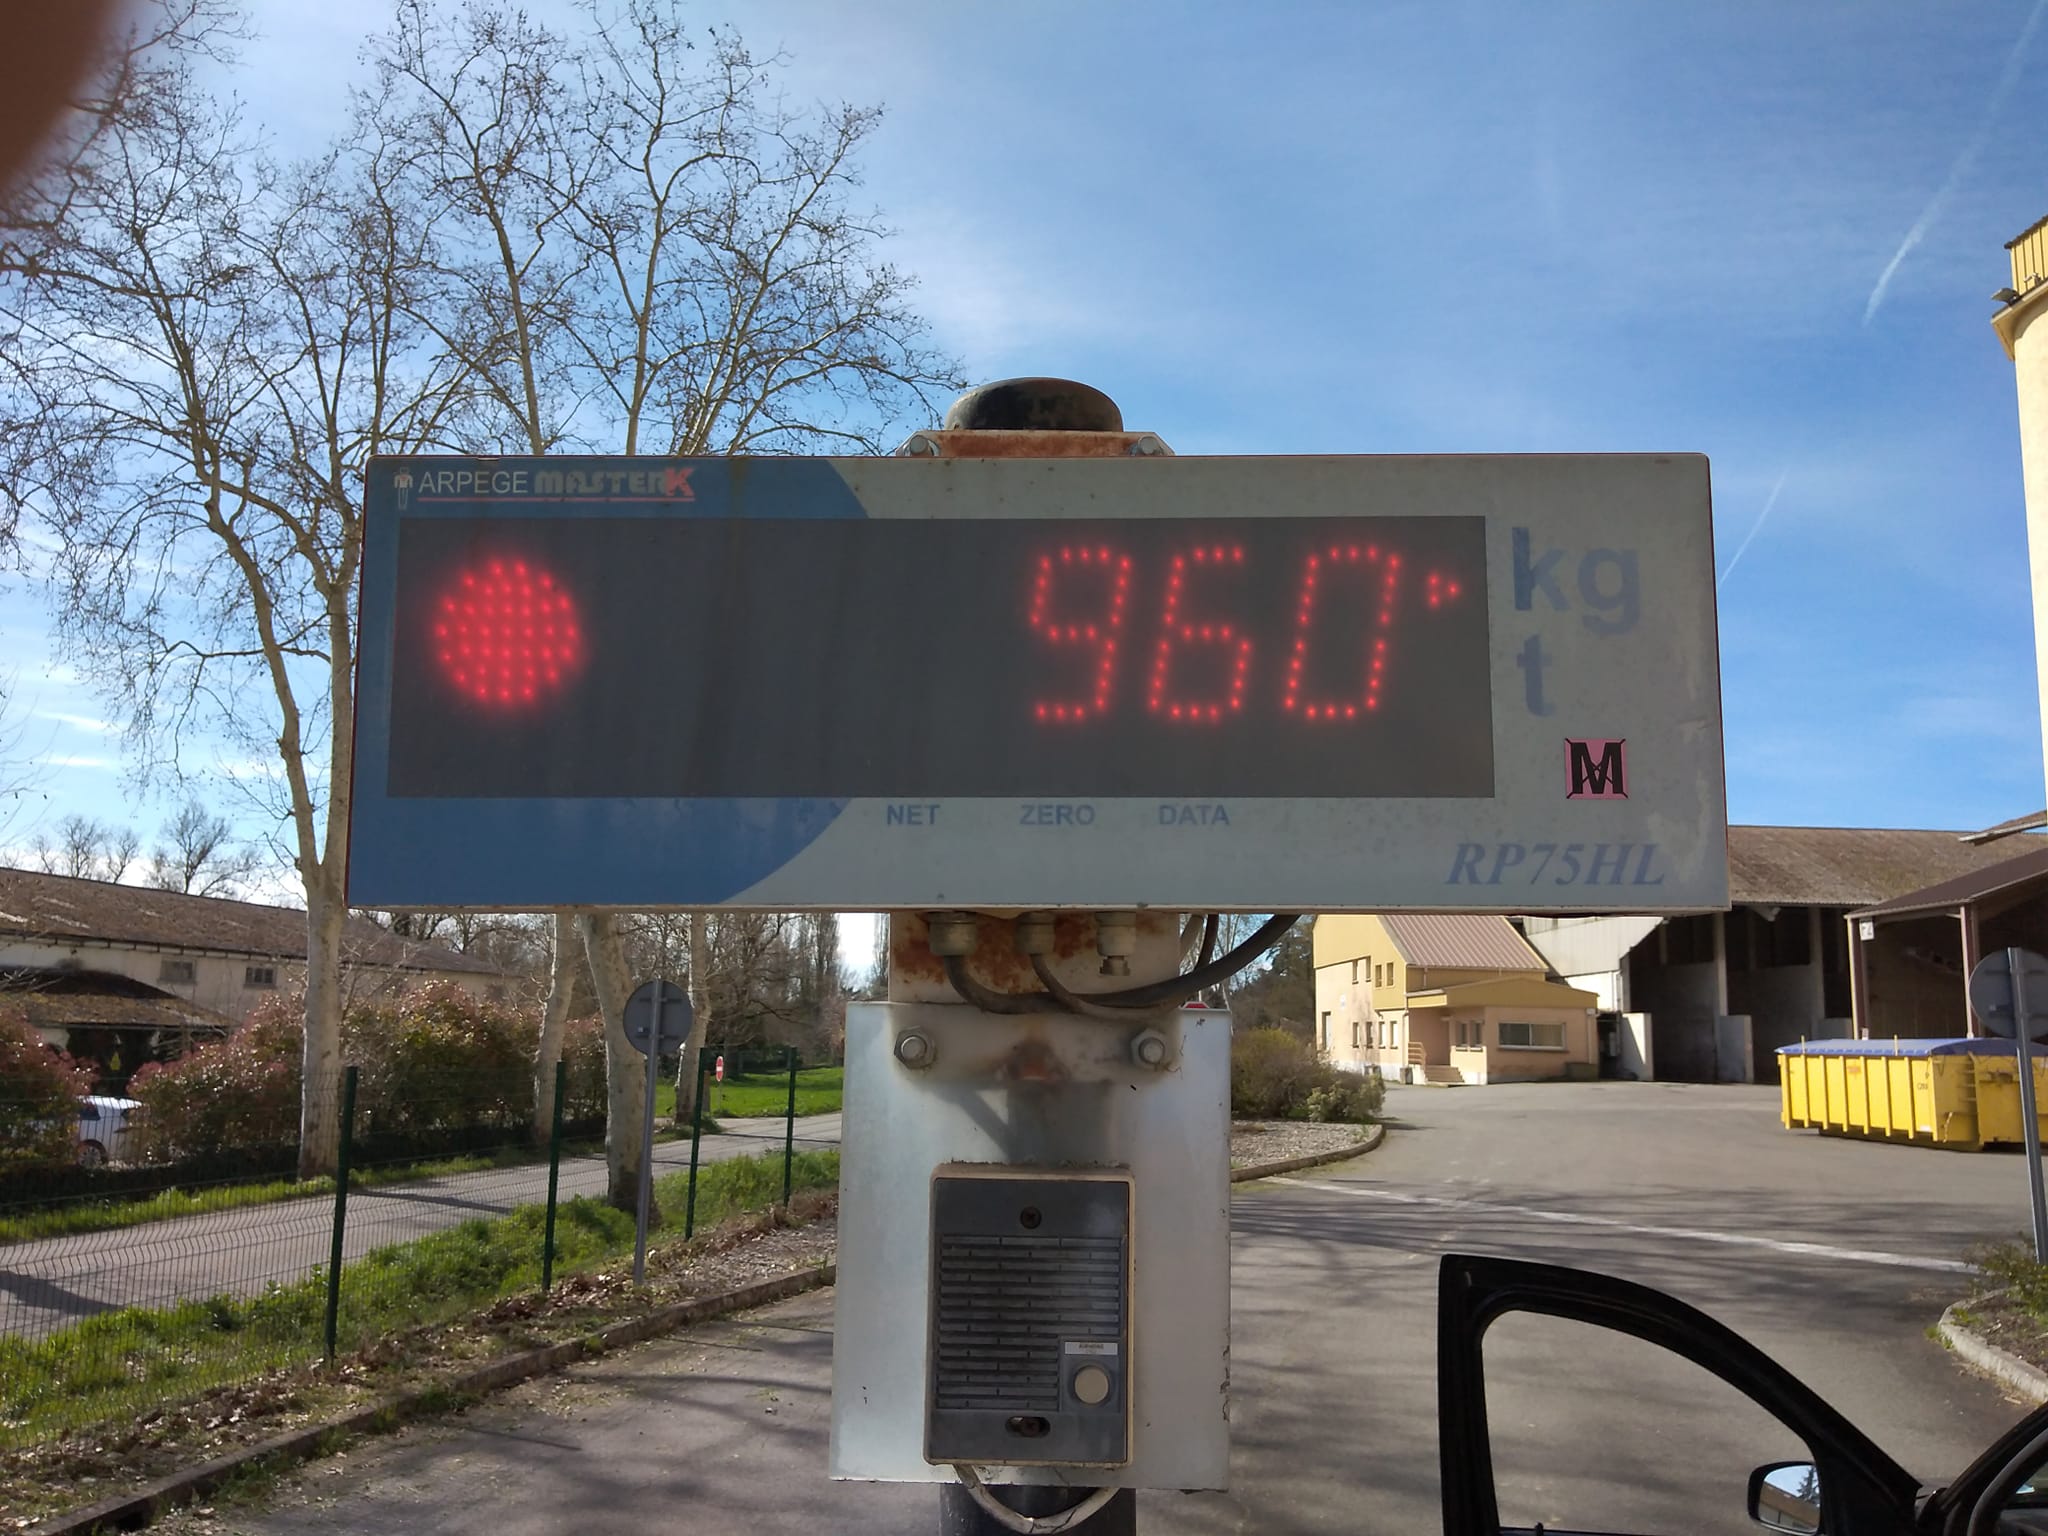 ARPEGE MASTERK
960
kg
t
M
NET ZERO DATA
RP75HL